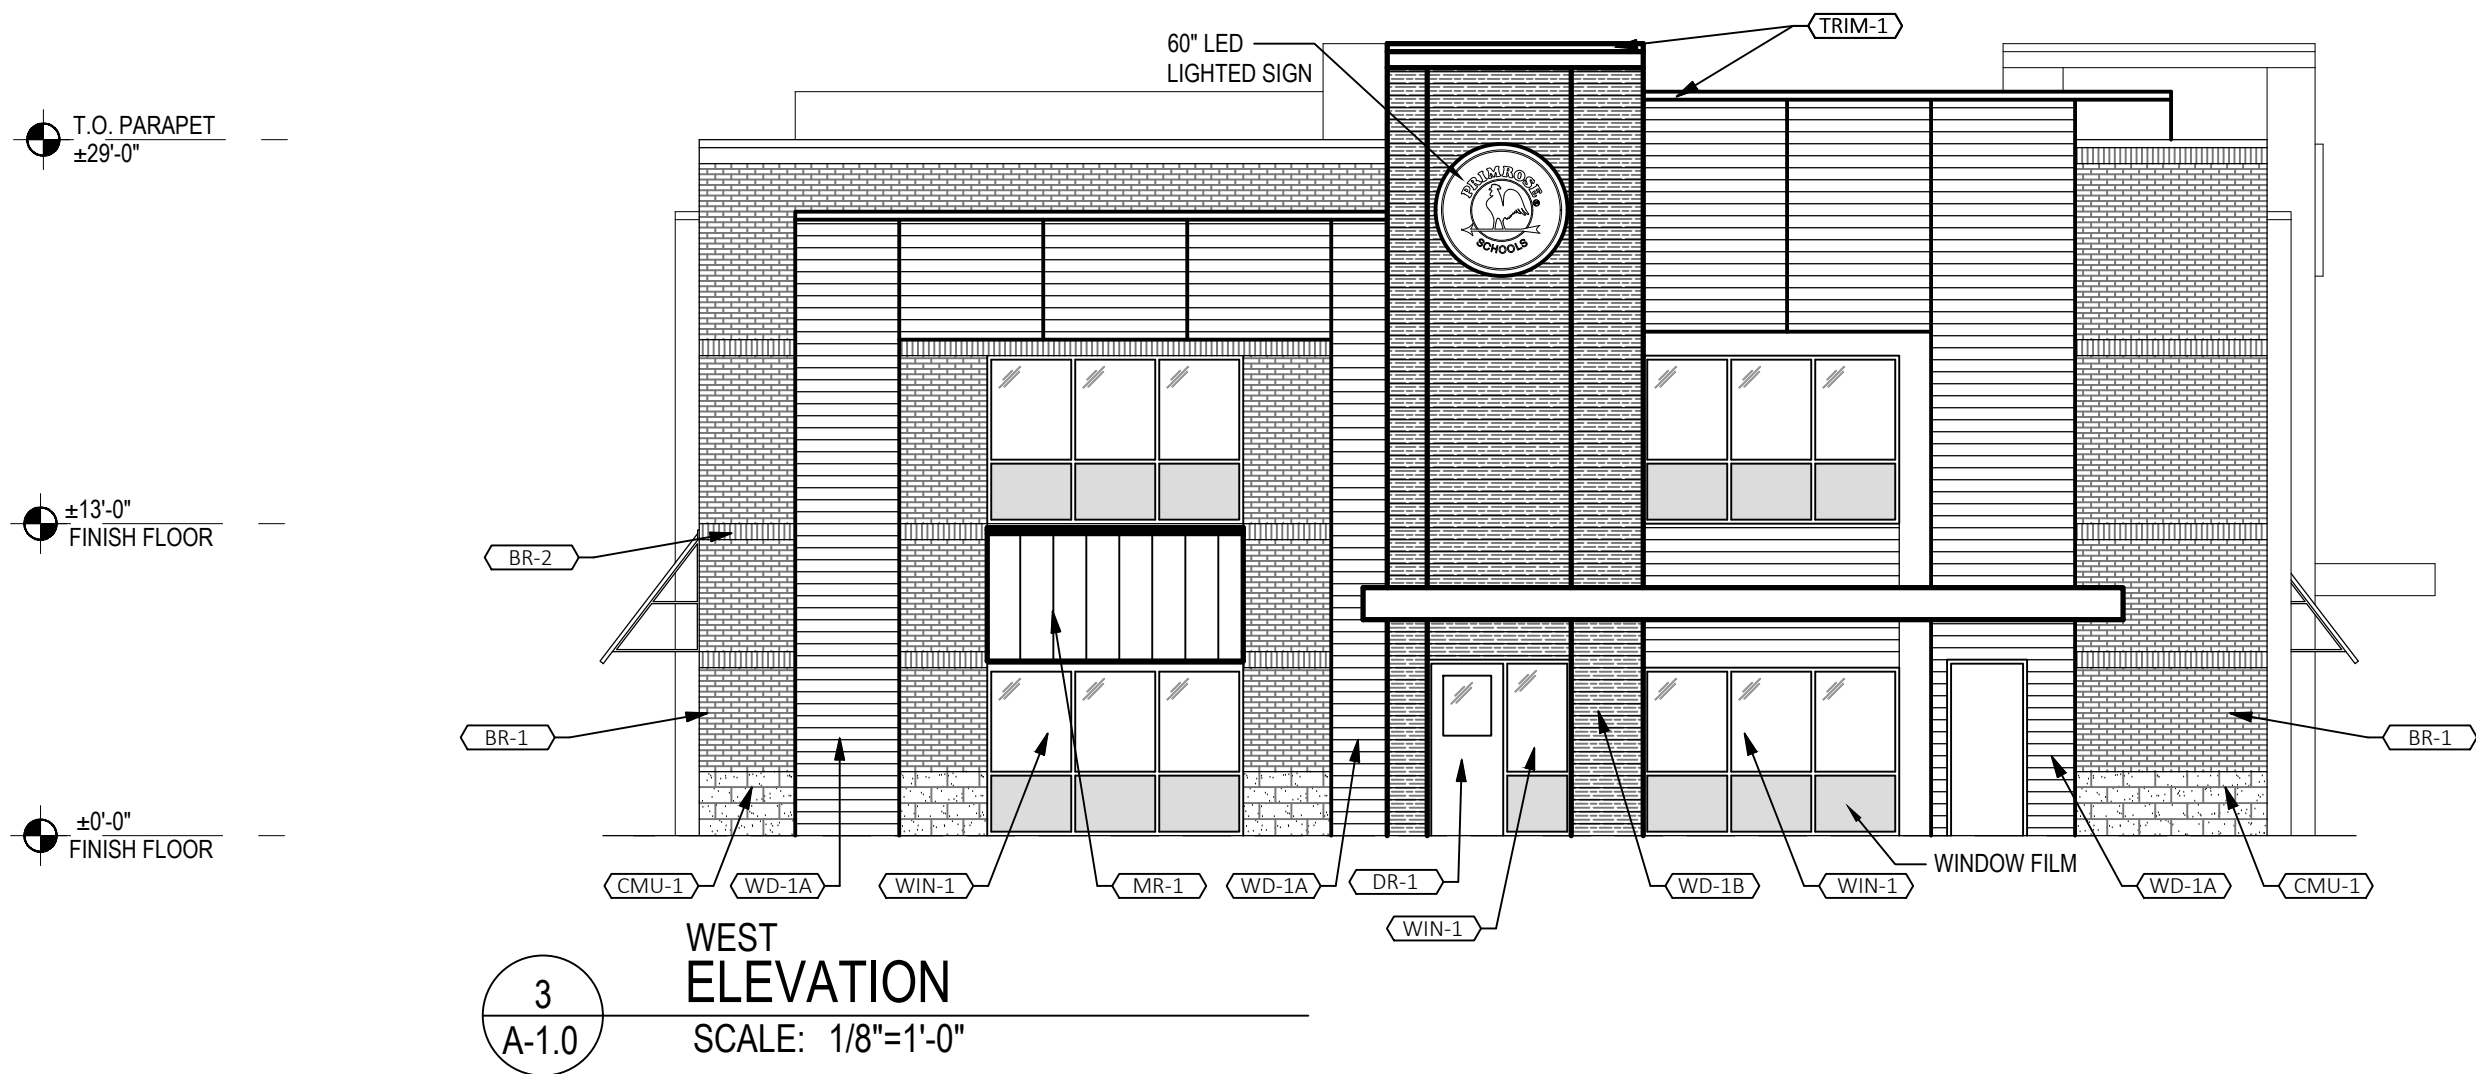 TRIM-1
60" LED
LIGHTED SIGN
T.O. PARAPET
±29'-0"
PRIMROSE®
SCHOOLS
±13'-0"
FINISH FLOOR
BR-2
BR-1
BR-1
±0'-0"
FINISH FLOOR
WINDOW FILM
CMU-1
WD-1A
WIN-1
MR-1
WD-1A
DR-1
WD-1B
WIN-1
WD-1A
CMU-1
WIN-1
WEST
ELEVATION
3
A-1.0
SCALE: 1/8"=1'-0"